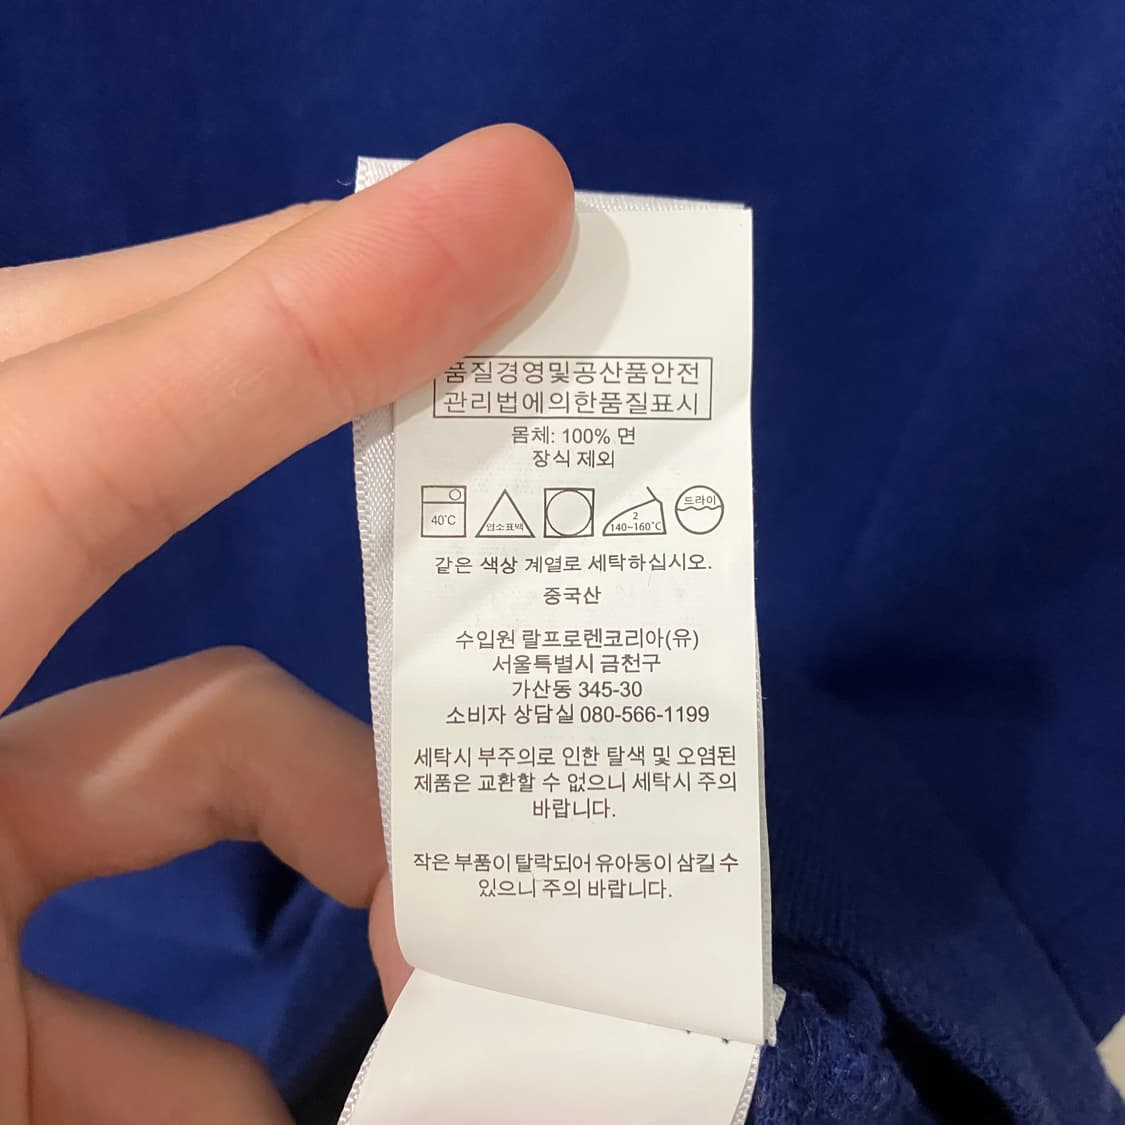 품질경영및공산품안전
관리법에의한품질표시
몸체: 100% 면
장식 제외
40˚C 염소표백 2 140~160˚C 드라이
같은 색상 계열로 세탁하십시오.
중국산
수입원 랄프로렌코리아(유)
서울특별시 금천구
가산동 345-30
소비자 상담실 080-566-1199
세탁시 부주의로 인한 탈색 및 오염된
제품은 교환할 수 없으니 세탁시 주의
바랍니다.
작은 부품이 탈락되어 유아동이 삼킬 수
있으니 주의 바랍니다.